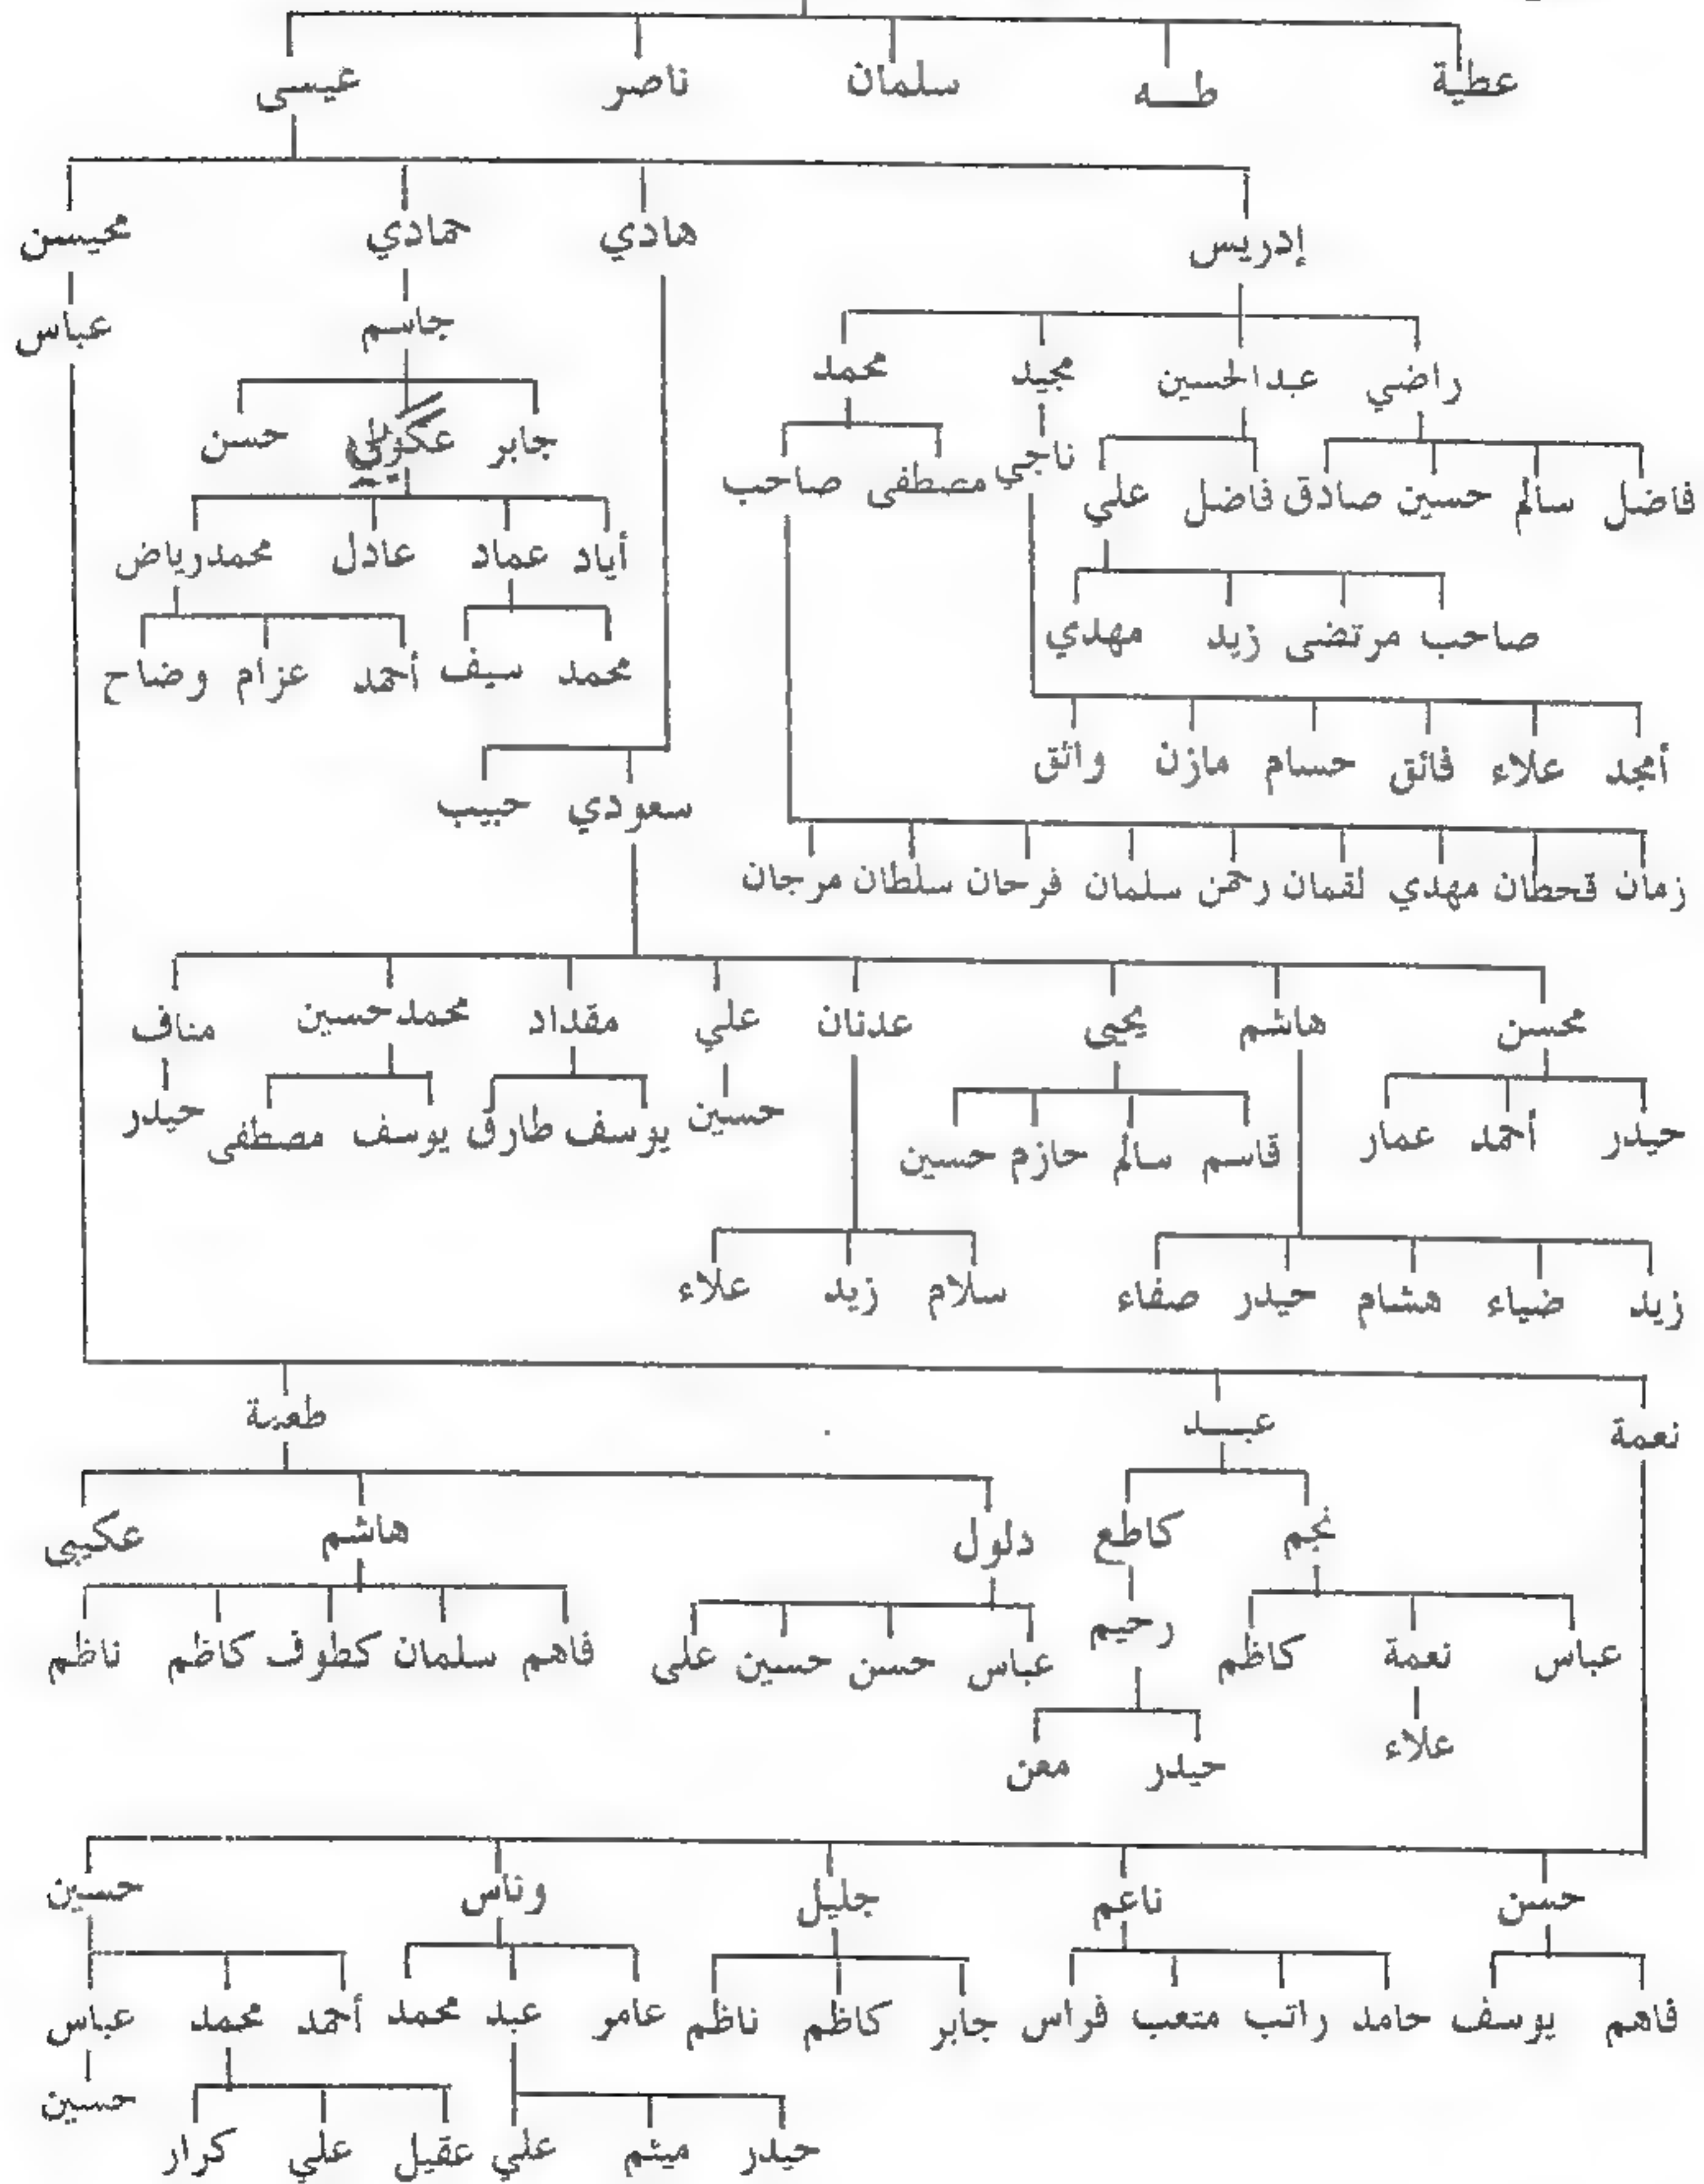 عطية طـــه سلمان ناصر عيسى
إدريس هادي حمادي محيسن
راضي عبدالحسين مجيد محمد جاسم عباس
فاضل سالم حسين صادق فاضل علي ناجي مصطفى صاحب جابر حسن
صاحب مرتضى زيد مهدي أياد عماد عادل محمدرياض
محمد سيف أحمد عزام وضاح
أمجد علاء فائق حسام مازن واثق
سعودي حبيب
زمان قحطان مهدي لقمان رحمن سلمان فرحان سلطان مرجان
محسن هاشم يحيى عدنان علي مقداد محمدحسين مناف
حيدر أحمد عمار قاسم سالم حازم حسين حسين يوسف طارق يوسف مصطفى حيدر
زيد ضياء هشام حيدر صفاء سلام زيد علاء
نعمة عبـــد طعمة
نجم كاطع دلول هاشم
عباس نعمة كاظم رحيم عباس حسن حسين على فاهم سلمان كطوف كاظم ناظم
علاء حيدر معن
حسن ناعم جليل وناس حسين
فاهم يوسف حامد راتب متعب فراس جابر كاظم ناظم عامر عبد محمد أحمد محمد عباس
حسين
حيدر ميثم علي عقيل علي كرار